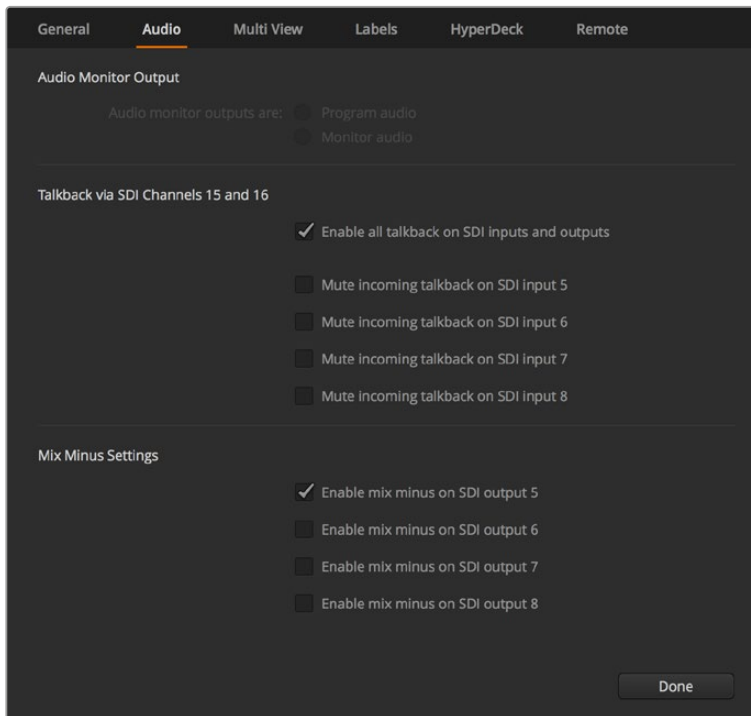 General Audio Multi View Labels HyperDeck Remote
Audio Monitor Output
Audio monitor outputs are: Program audio
Monitor audio
Talkback via SDI Channels 15 and 16
Enable all talkback on SDI inputs and outputs
Mute incoming talkback on SDI input 5
Mute incoming talkback on SDI input 6
Mute incoming talkback on SDI input 7
Mute incoming talkback on SDI input 8
Mix Minus Settings
Enable mix minus on SDI output 5
Enable mix minus on SDI output 6
Enable mix minus on SDI output 7
Enable mix minus on SDI output 8
Done